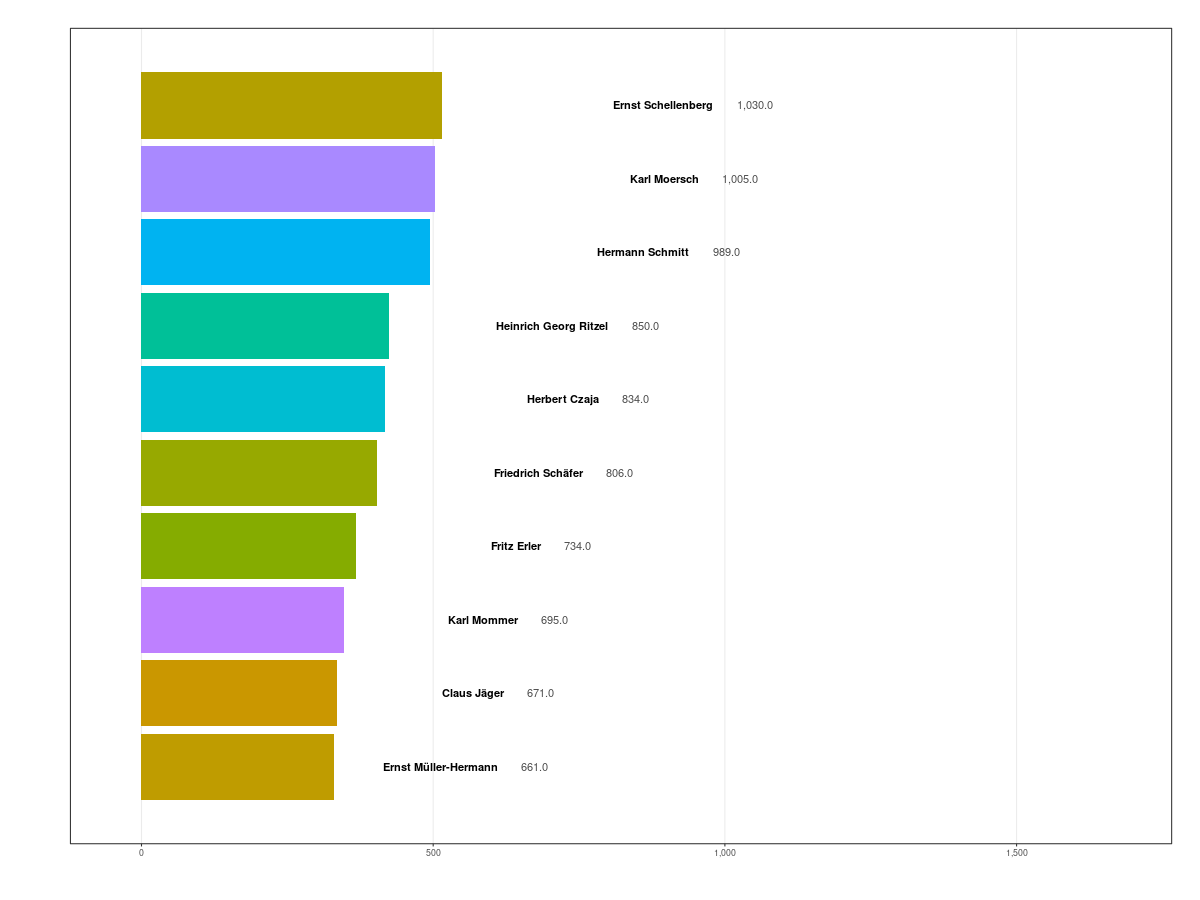 Ernst Schellenberg 1,030.0
Karl Moersch 1,005.0
Hermann Schmitt 989.0
Heinrich Georg Ritzel 850.0
Herbert Czaja 834.0
Friedrich Schäfer 806.0
Fritz Erler 734.0
Karl Mommer 695.0
Claus Jäger 671.0
Ernst Müller-Hermann 661.0
0 500 1,000 1,500